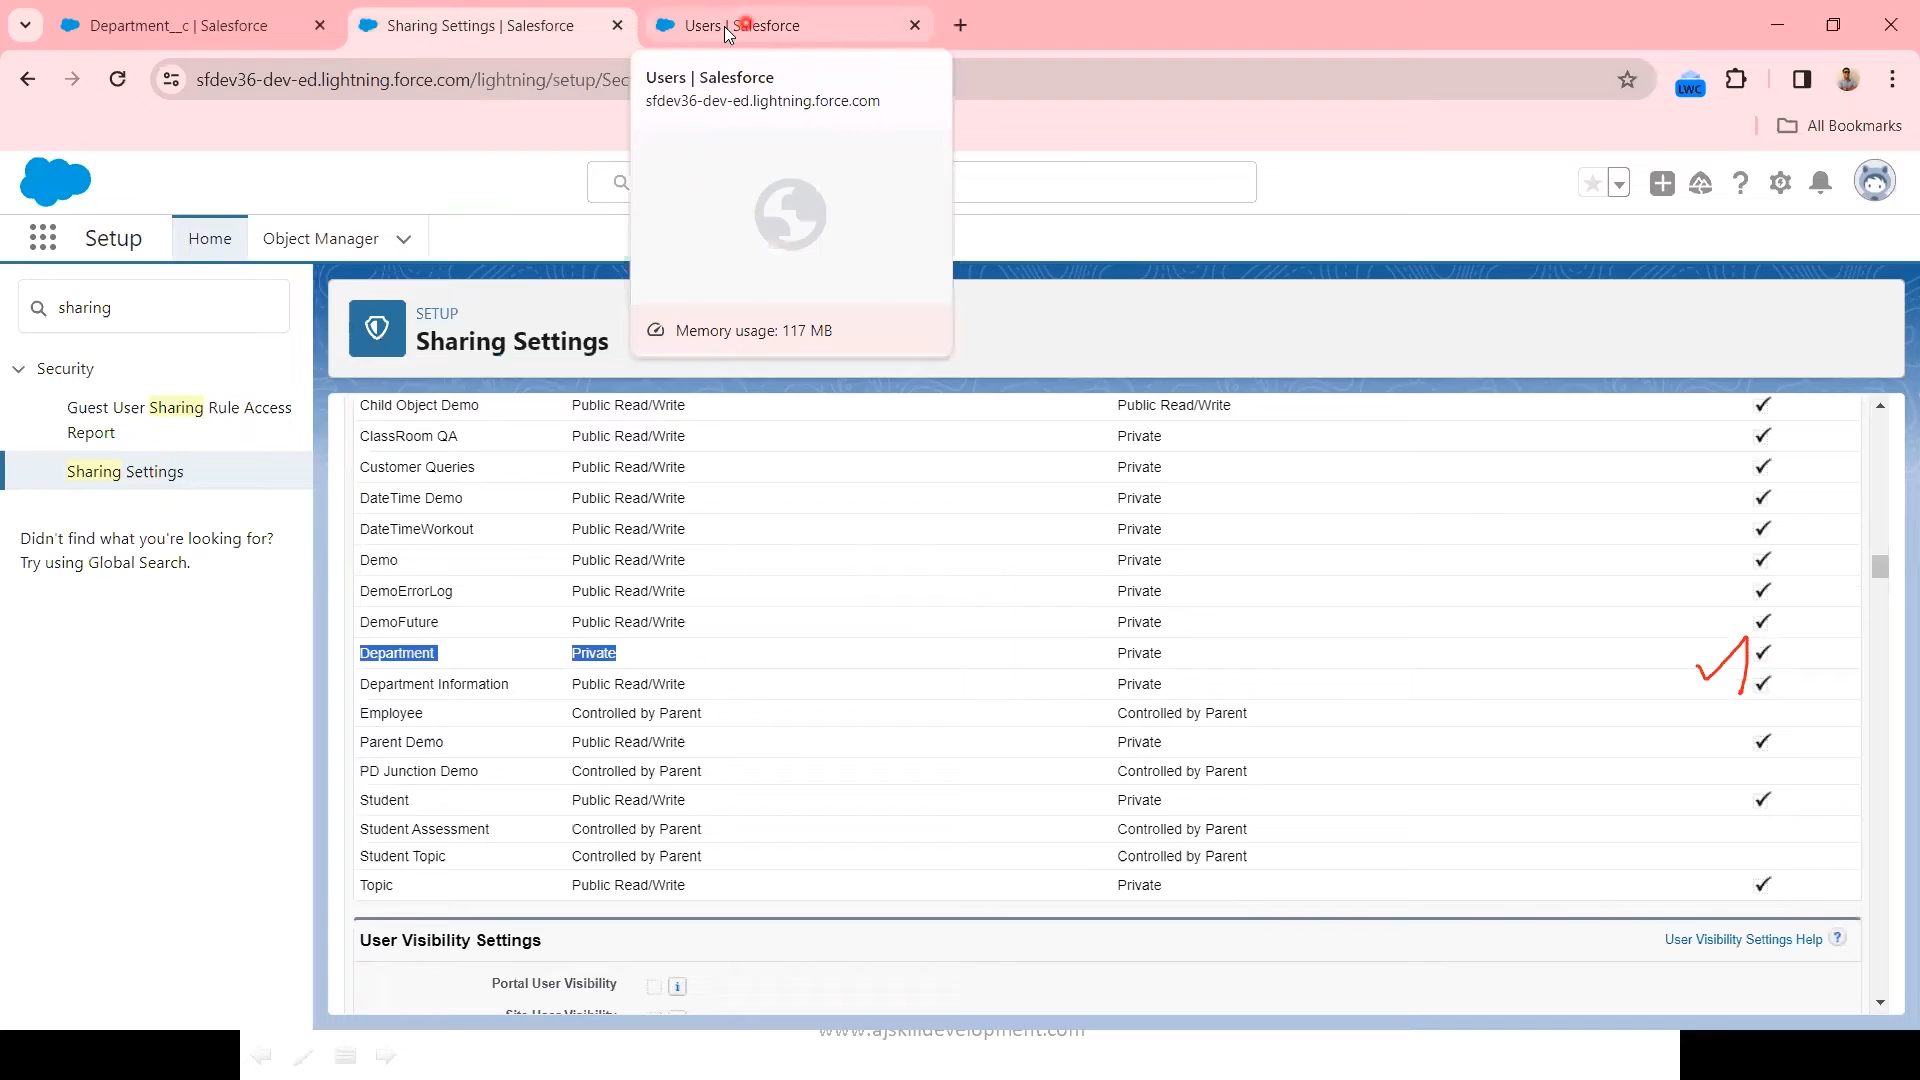 Department__c | Salesforce
Sharing Settings | Salesforce
Users | Salesforce
sfdev36-dev-ed.lightning.force.com/lightning/setup/Sec
LWC
Users | Salesforce
sfdev36-dev-ed.lightning.force.com
Memory usage: 117 MB
All Bookmarks
Setup
Home
Object Manager
sharing
Security
Guest User Sharing Rule Access
Report
Sharing Settings
Didn't find what you're looking for?
Try using Global Search.
SETUP
Sharing Settings
Child Object Demo Public Read/Write Public Read/Write
ClassRoom QA Public Read/Write Private
Customer Queries Public Read/Write Private
DateTime Demo Public Read/Write Private
DateTimeWorkout Public Read/Write Private
Demo Public Read/Write Private
DemoErrorLog Public Read/Write Private
DemoFuture Public Read/Write Private
Department Private Private
Department Information Public Read/Write Private
Employee Controlled by Parent Controlled by Parent
Parent Demo Public Read/Write Private
PD Junction Demo Controlled by Parent Controlled by Parent
Student Public Read/Write Private
Student Assessment Controlled by Parent Controlled by Parent
Student Topic Controlled by Parent Controlled by Parent
Topic Public Read/Write Private
User Visibility Settings
User Visibility Settings Help ?
Portal User Visibility i
Site User Visibility
www.ajskilldevelopment.com